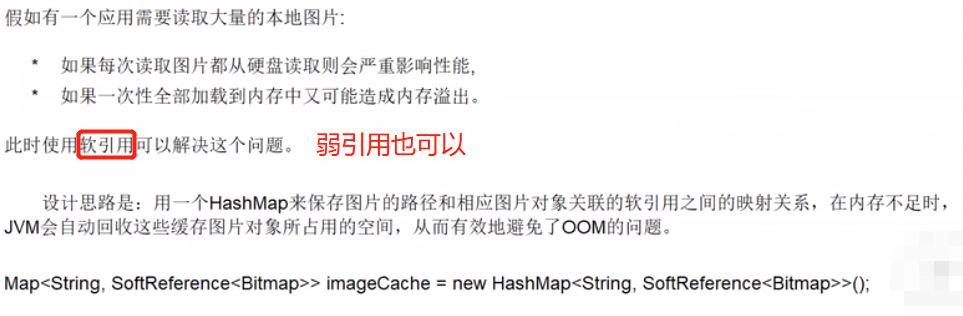 假如有一个应用需要读取大量的本地图片:
* 如果每次读取图片都从硬盘读取则会严重影响性能,
* 如果一次性全部加载到内存中又可能造成内存溢出。
此时使用软引用可以解决这个问题。 弱引用也可以
设计思路是：用一个HashMap来保存图片的路径和相应图片对象关联的软引用之间的映射关系，在内存不足时，
JVM会自动回收这些缓存图片对象所占用的空间，从而有效地避免了OOM的问题。
Map<String, SoftReference<Bitmap>> imageCache = new HashMap<String, SoftReference<Bitmap>>();